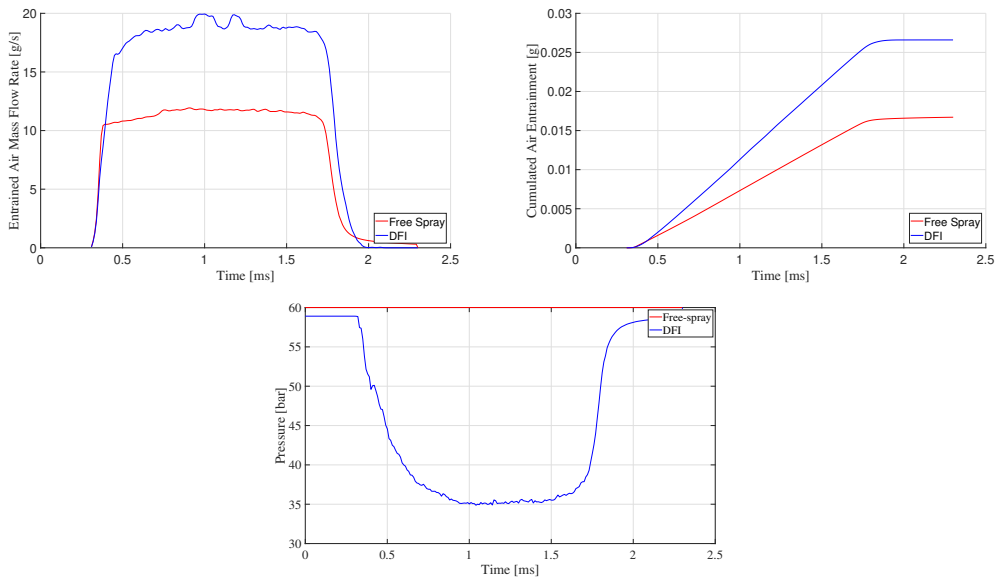 Entrained Air Mass Flow Rate [g/s]
20
15
10
5
0
0 0.5 1 1.5 2 2.5
Time [ms]
Free Spray
DFI
Cumulated Air Entrainment [g]
0.03
0.025
0.02
0.015
0.01
0.005
0
0 0.5 1 1.5 2 2.5
Time [ms]
Free Spray
DFI
Pressure [bar]
60
55
50
45
40
35
30
0 0.5 1 1.5 2 2.5
Time [ms]
Free-spray
DFI